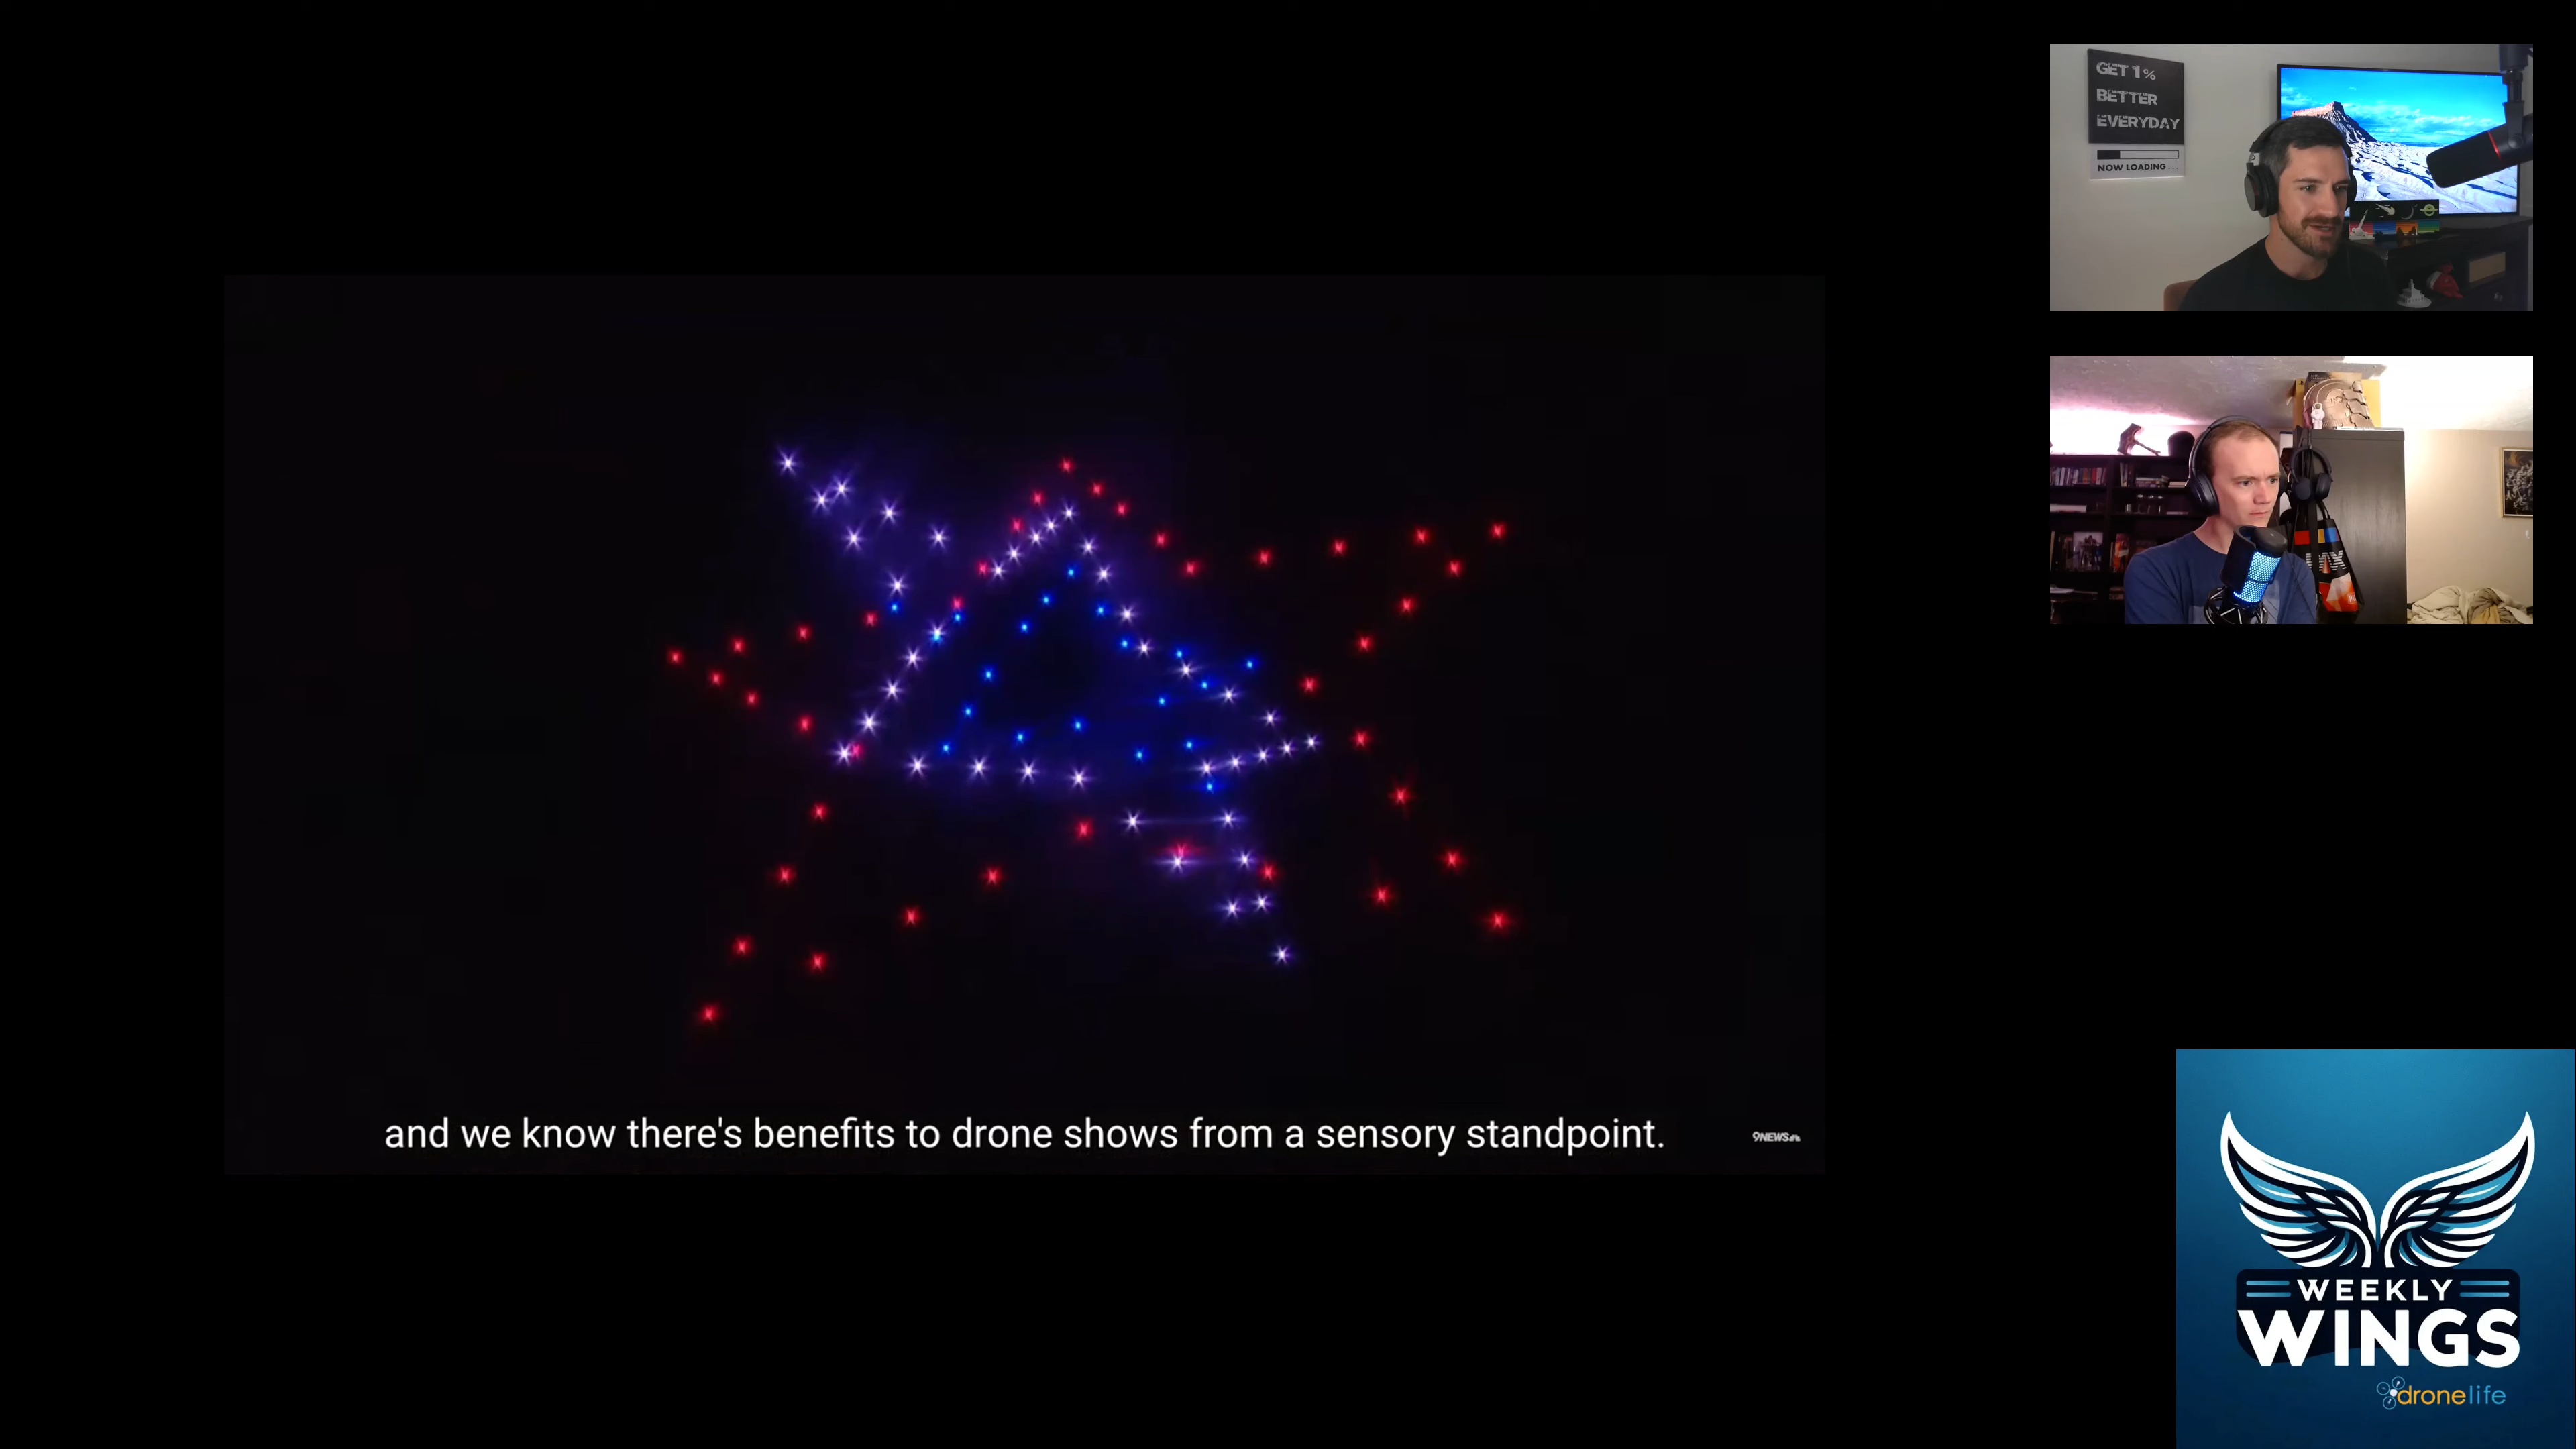 GET 1%
BETTER
EVERYDAY
NOW LOADING...
and we know there's benefits to drone shows from a sensory standpoint.
9NEWS
WEEKLY
WINGS
dronelife